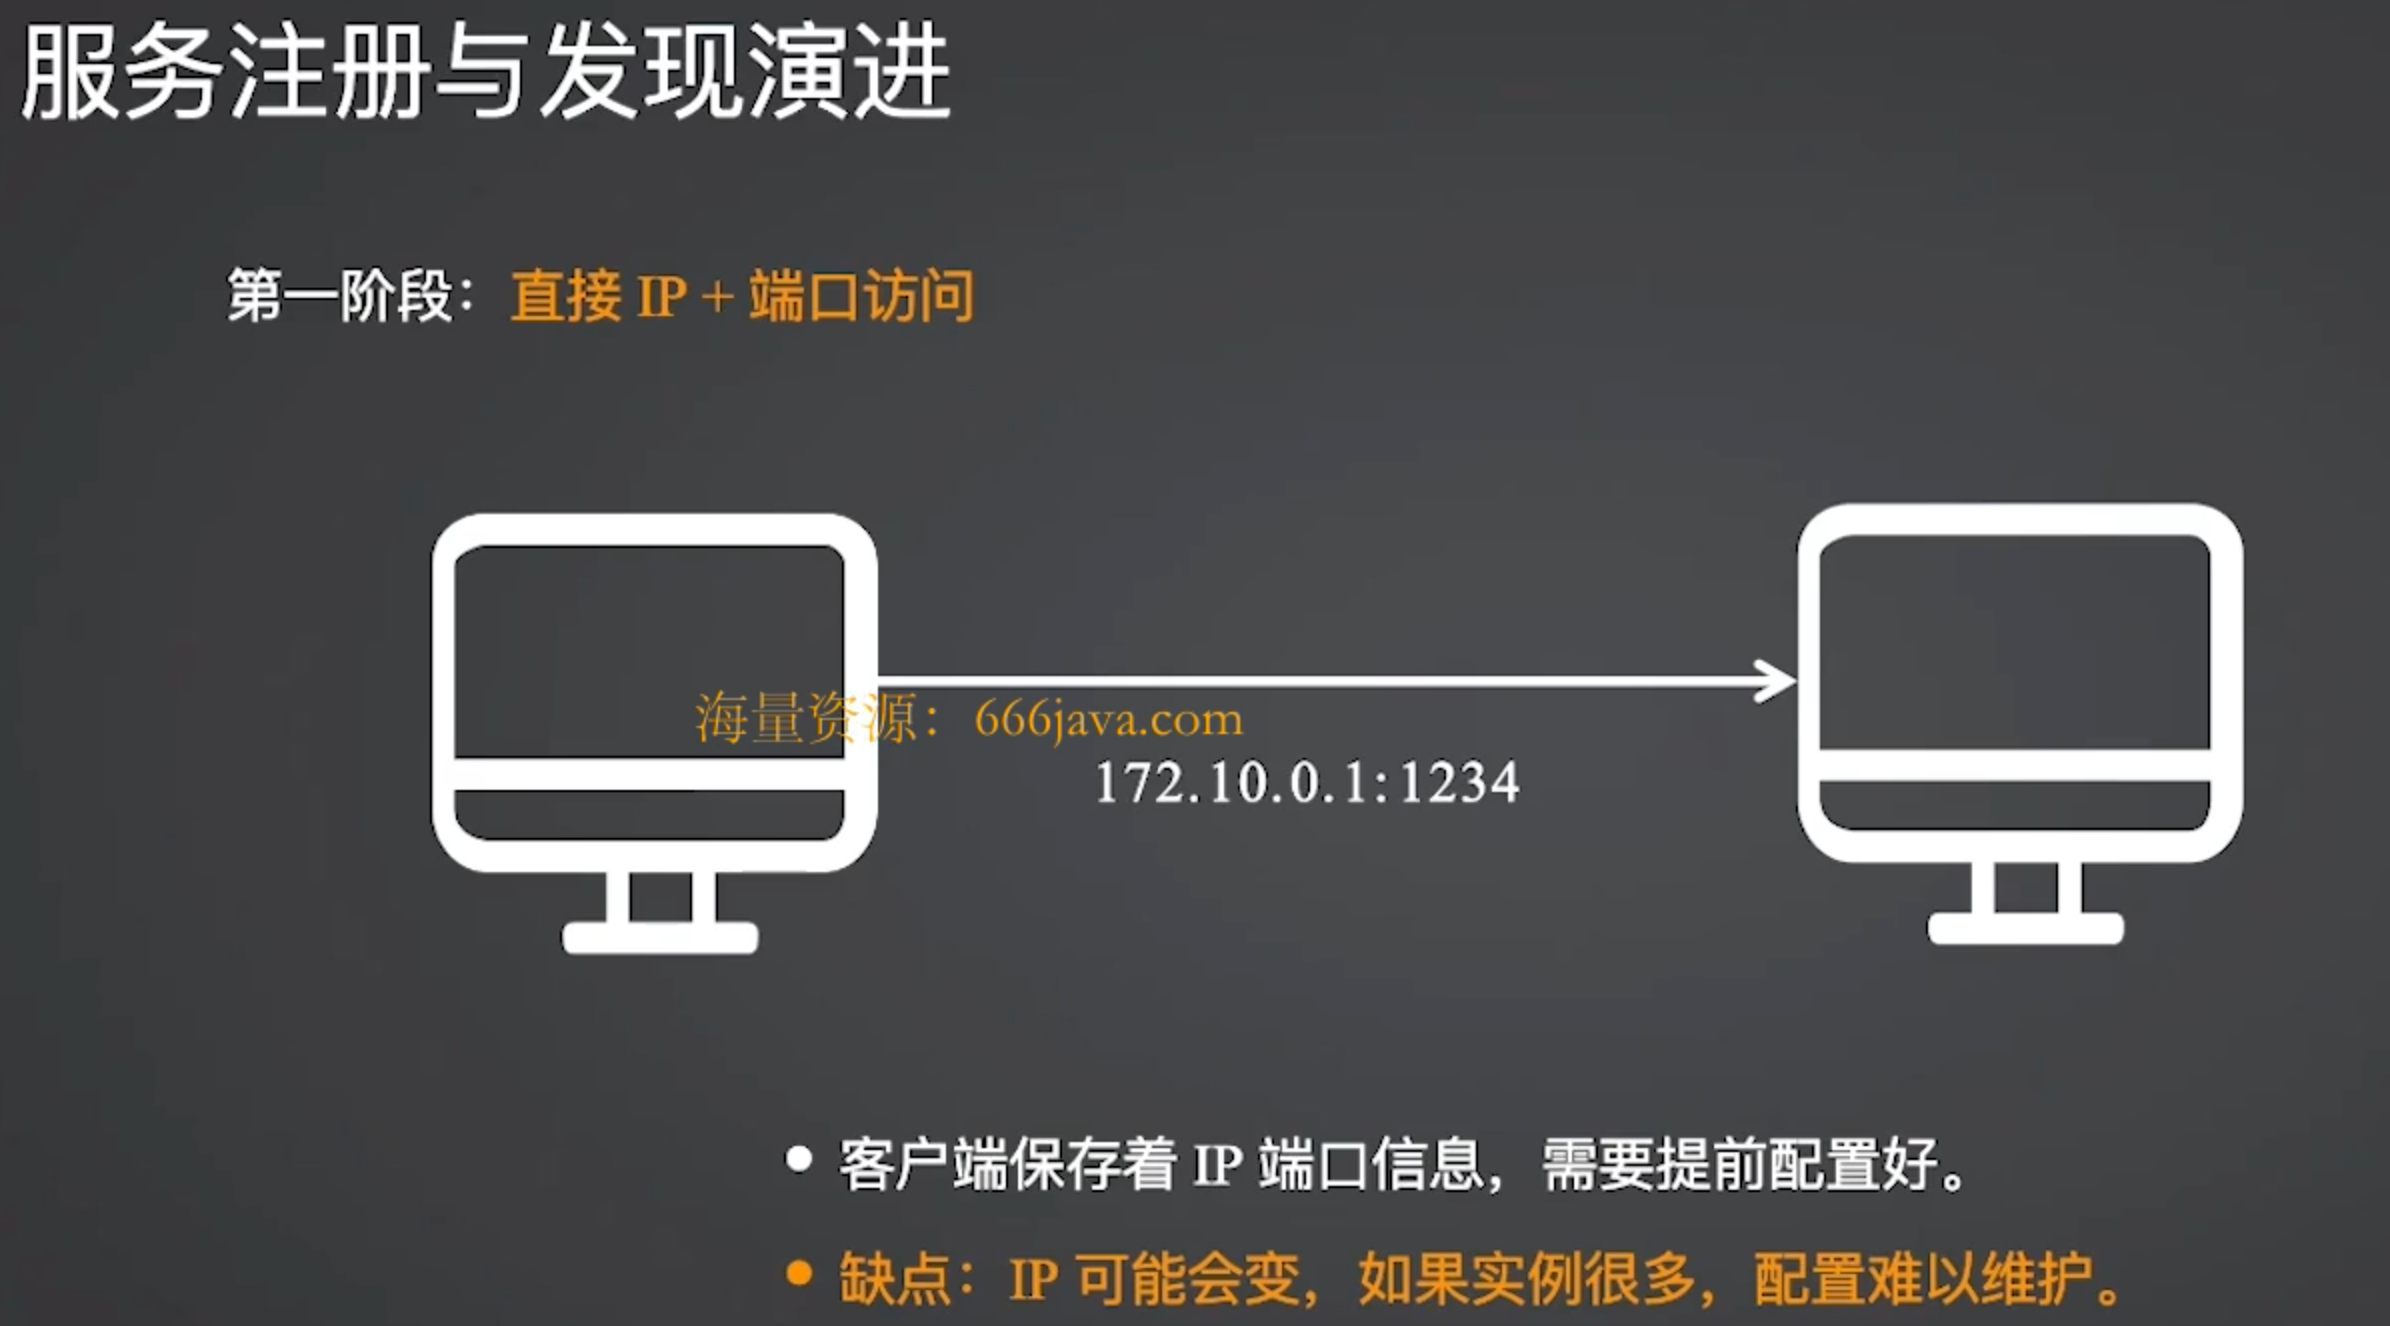 服务注册与发现演进
第一阶段：直接 IP + 端口访问
海量资源：666java.com
172.10.0.1:1234
客户端保存着 IP 端口信息，需要提前配置好。
缺点：IP 可能会变，如果实例很多，配置难以维护。